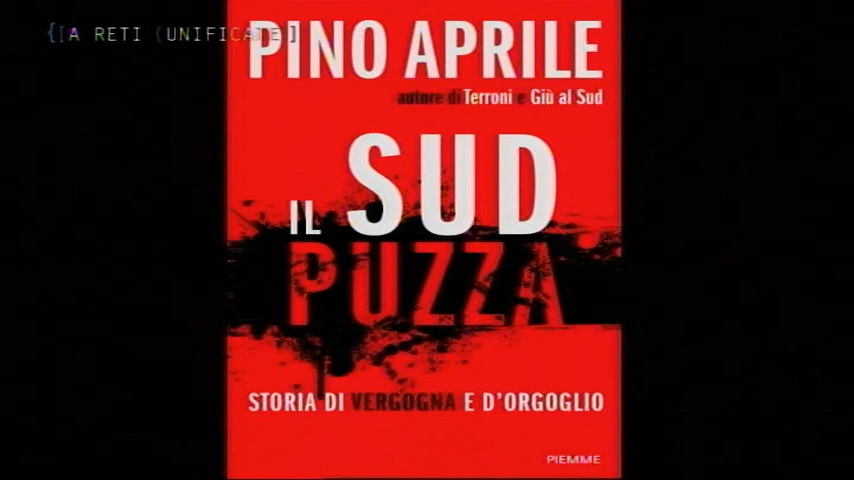 {[A RETI (UNIFICATE)]
PINO APRILE
autore di Terroni e Giù al Sud
IL SUD
PUZZA
STORIA DI VERGOGNA E D'ORGOGLIO
PIEMME